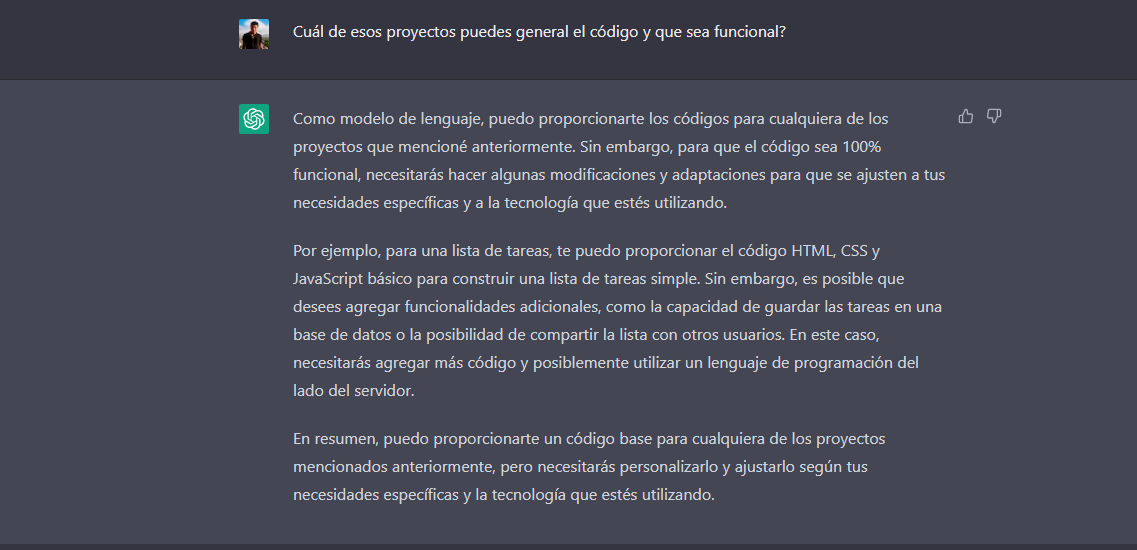 Cuál de esos proyectos puedes general el código y que sea funcional?
Como modelo de lenguaje, puedo proporcionarte los códigos para cualquiera de los
proyectos que mencioné anteriormente. Sin embargo, para que el código sea 100%
funcional, necesitarás hacer algunas modificaciones y adaptaciones para que se ajusten a tus
necesidades específicas y a la tecnología que estés utilizando.
Por ejemplo, para una lista de tareas, te puedo proporcionar el código HTML, CSS y
JavaScript básico para construir una lista de tareas simple. Sin embargo, es posible que
desees agregar funcionalidades adicionales, como la capacidad de guardar las tareas en una
base de datos o la posibilidad de compartir la lista con otros usuarios. En este caso,
necesitarás agregar más código y posiblemente utilizar un lenguaje de programación del
lado del servidor.
En resumen, puedo proporcionarte un código base para cualquiera de los proyectos
mencionados anteriormente, pero necesitarás personalizarlo y ajustarlo según tus
necesidades específicas y la tecnología que estés utilizando.